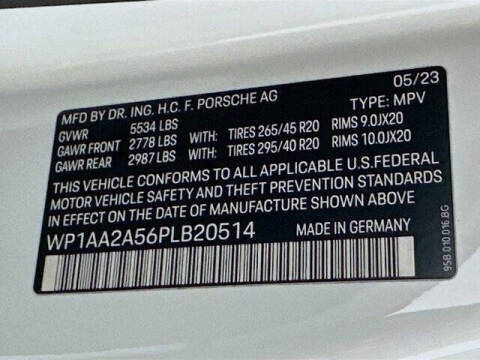 05/23
MFD BY DR. ING. H.C. F. PORSCHE AG TYPE: MPV
GVWR 5534 LBS
GAWR FRONT 2778 LBS WITH: TIRES 265/45 R20 RIMS 9.0JX20
GAWR REAR 2987 LBS WITH: TIRES 295/40 R20 RIMS 10.0JX20
THIS VEHICLE CONFORMS TO ALL APPLICABLE U.S.FEDERAL
MOTOR VEHICLE SAFETY AND THEFT PREVENTION STANDARDS
IN EFFECT ON THE DATE OF MANUFACTURE SHOWN ABOVE.
WP1AA2A56PLB20514 MADE IN GERMANY
95B.010.016.BG